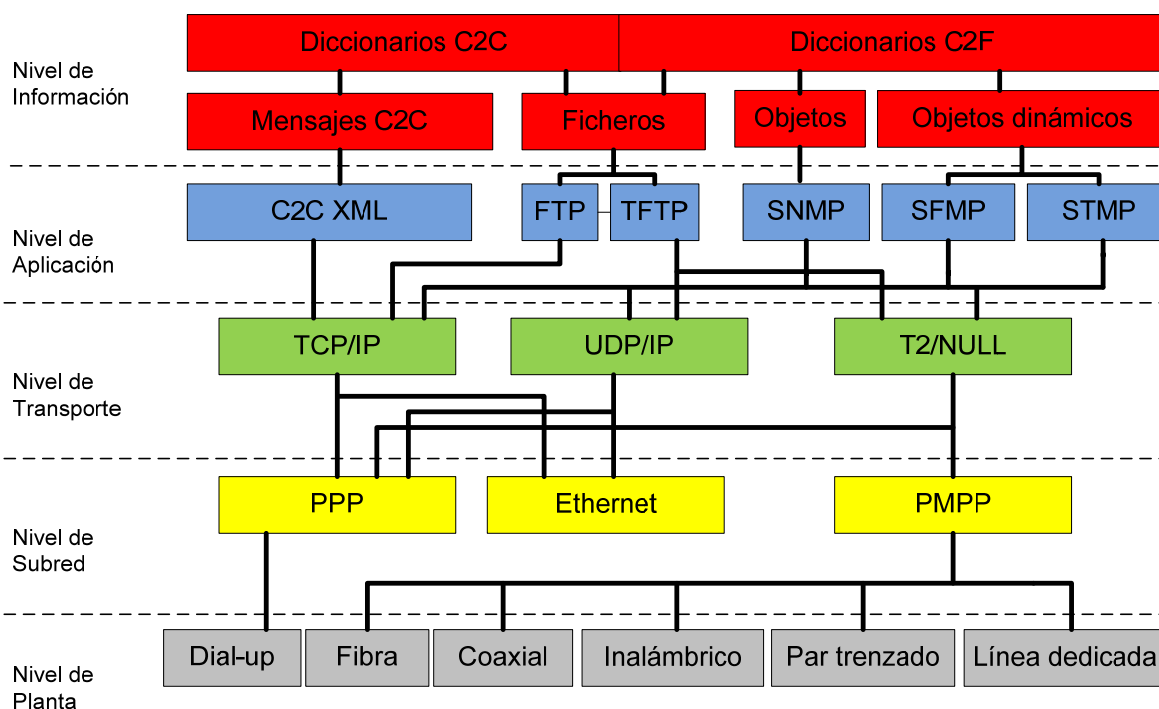 Diccionarios C2C
Diccionarios C2F
Nivel de
Información
Mensajes C2C
Ficheros
Objetos
Objetos dinámicos
C2C XML
FTP
TFTP
SNMP
SFMP
STMP
Nivel de
Aplicación
TCP/IP
UDP/IP
T2/NULL
Nivel de
Transporte
PPP
Ethernet
PMPP
Nivel de
Subred
Dial-up
Fibra
Coaxial
Inalámbrico
Par trenzado
Línea dedicada
Nivel de
Planta